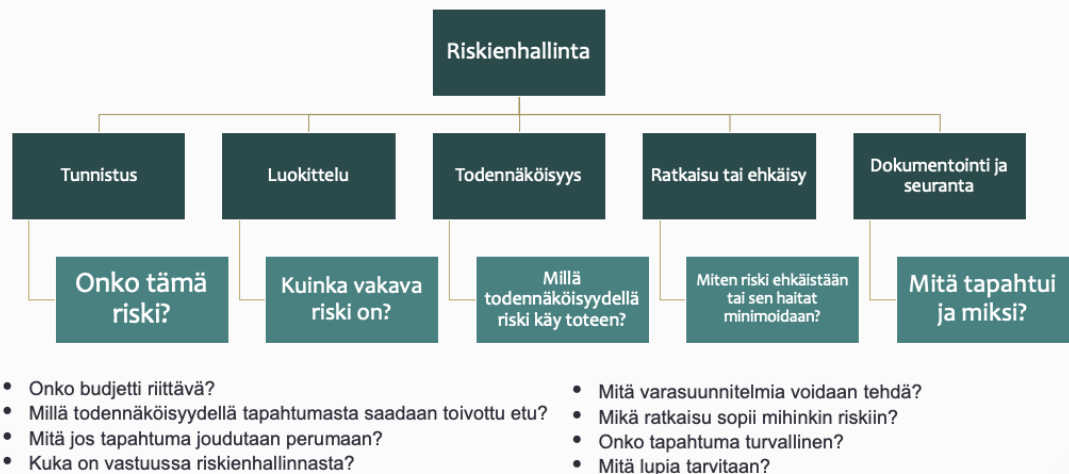 Riskienhallinta
Tunnistus
Luokittelu
Todennäköisyys
Ratkaisu tai ehkäisy
Dokumentointi ja
seuranta
Onko tämä
riski?
Kuinka vakava
riski on?
Millä
todennäköisyydellä
riski käy toteen?
Miten riski ehkäistään
tai sen haitat
minimoidaan?
Mitä tapahtui
ja miksi?
• Onko budjetti riittävä?
• Millä todennäköisyydellä tapahtumasta saadaan toivottu etu?
• Mitä jos tapahtuma joudutaan perumaan?
• Kuka on vastuussa riskienhallinnasta?
• Mitä varasuunnitelmia voidaan tehdä?
• Mikä ratkaisu sopii mihinkin riskiin?
• Onko tapahtuma turvallinen?
• Mitä lupia tarvitaan?